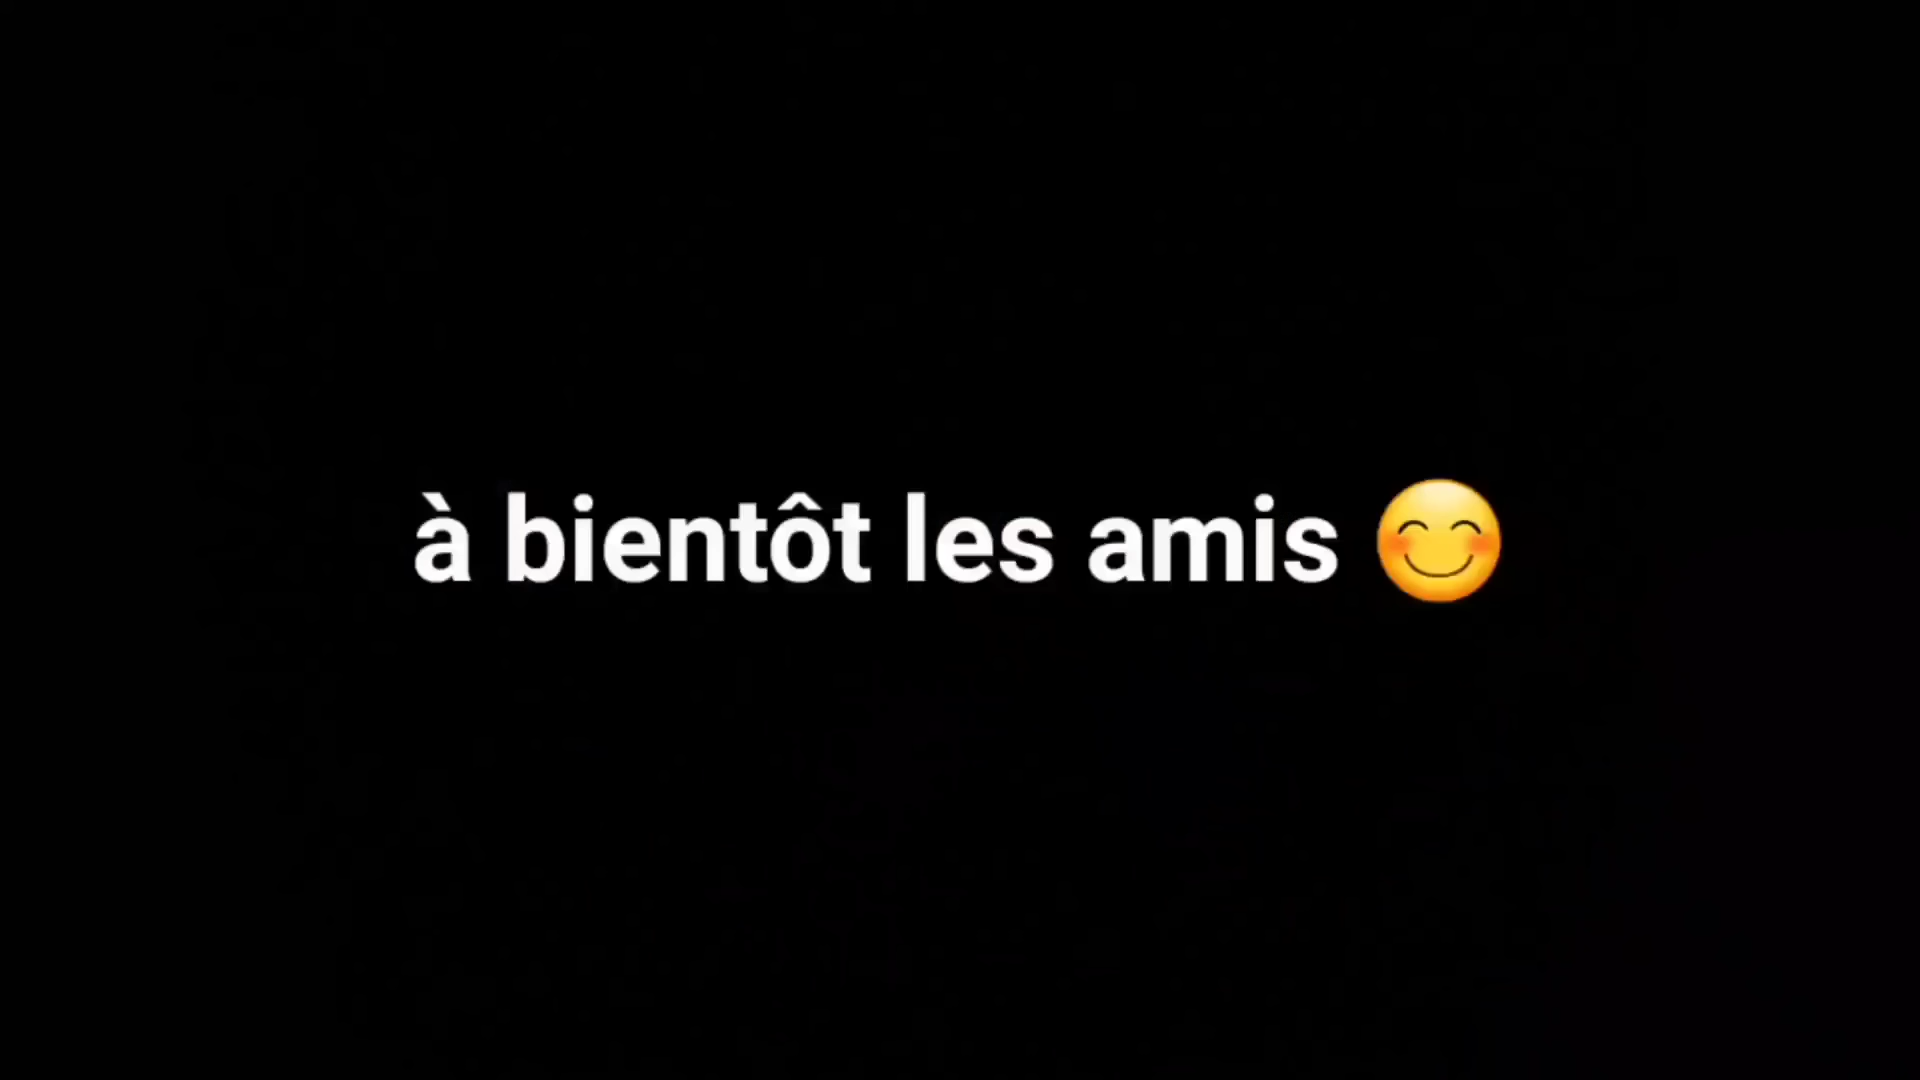 à bientôt les amis 😊